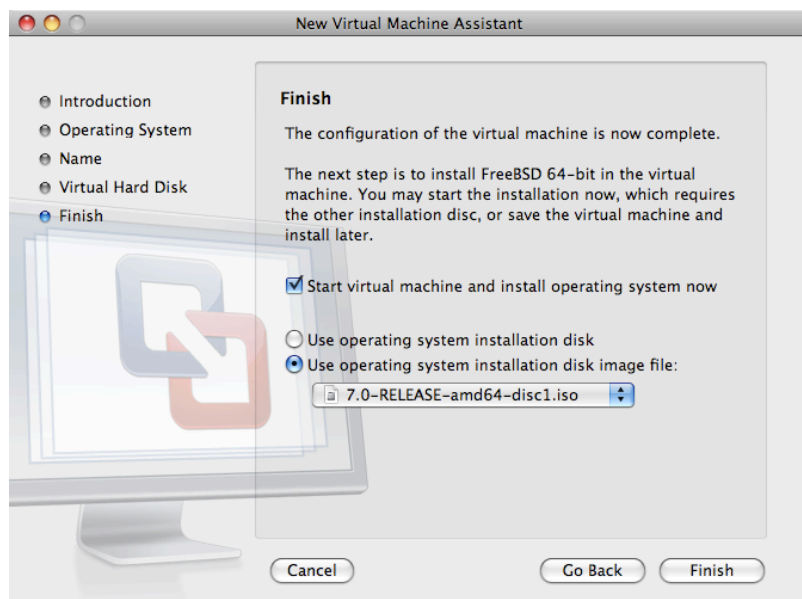 New Virtual Machine Assistant
Introduction
Operating System
Name
Virtual Hard Disk
Finish
Finish
The configuration of the virtual machine is now complete.
The next step is to install FreeBSD 64-bit in the virtual
machine. You may start the installation now, which requires
the other installation disc, or save the virtual machine and
install later.
Start virtual machine and install operating system now
Use operating system installation disk
Use operating system installation disk image file:
7.0-RELEASE-amd64-disc1.iso
Cancel
Go Back
Finish